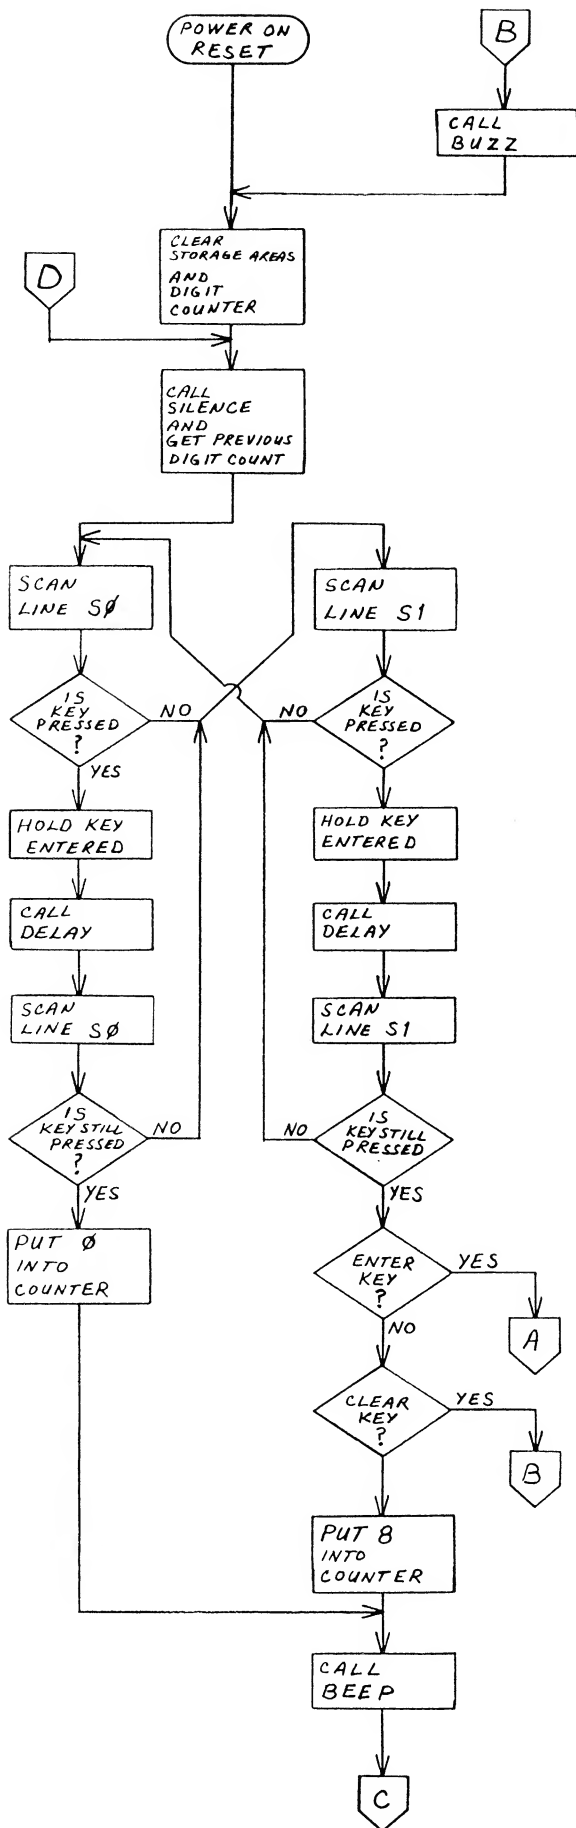 POWER ON
RESET
B
CALL
BUZZ
CLEAR
STORAGE AREAS
AND
DIGIT
COUNTER
D
CALL
SILENCE
AND
GET PREVIOUS
DIGIT COUNT
SCAN
LINE SØ
IS
KEY
PRESSED
?
NO
YES
HOLD KEY
ENTERED
CALL
DELAY
SCAN
LINE SØ
IS
KEY STILL
PRESSED
?
NO
YES
PUT Ø
INTO
COUNTER
SCAN
LINE S1
IS
KEY
PRESSED
?
NO
HOLD KEY
ENTERED
CALL
DELAY
SCAN
LINE S1
IS
KEY STILL
PRESSED
NO
YES
ENTER
KEY
?
YES
A
NO
CLEAR
KEY
?
YES
B
PUT 8
INTO
COUNTER
CALL
BEEP
C